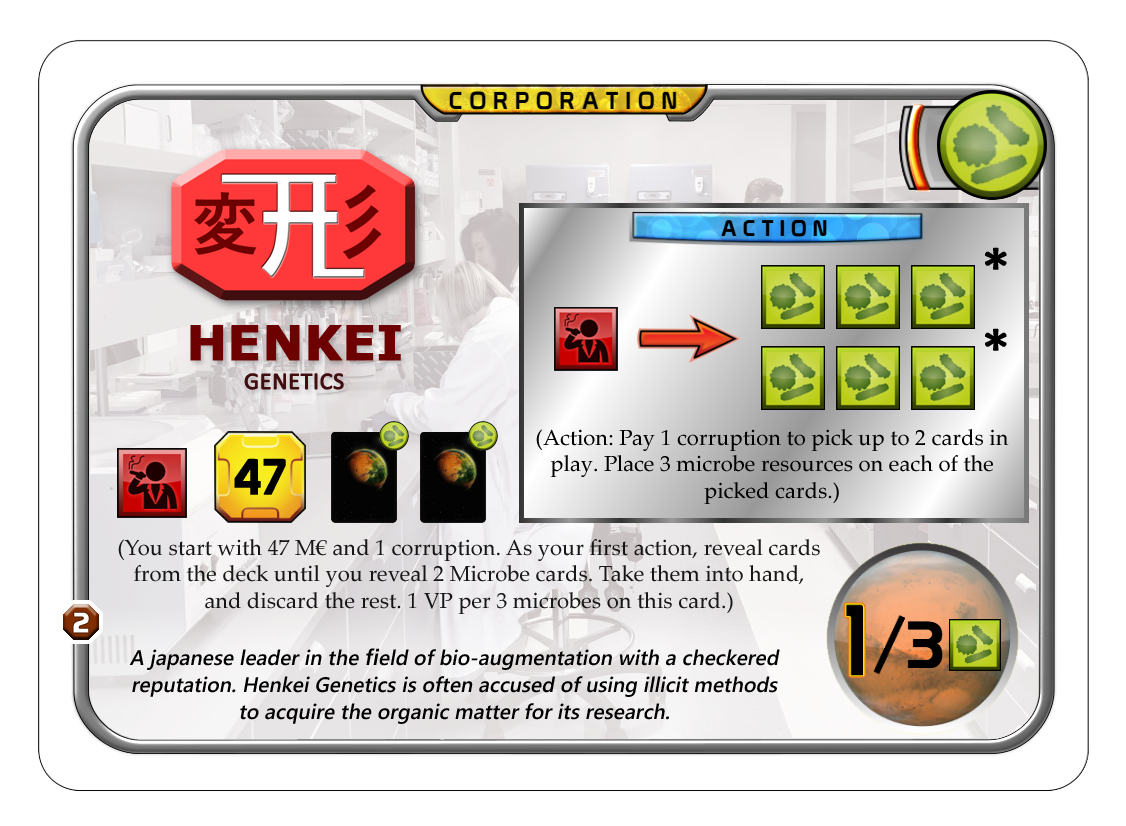 CORPORATION
変形
HENKEI
GENETICS
ACTION
*
*
(Action: Pay 1 corruption to pick up to 2 cards in
play. Place 3 microbe resources on each of the
picked cards.)
47
(You start with 47 M€ and 1 corruption. As your first action, reveal cards
from the deck until you reveal 2 Microbe cards. Take them into hand,
and discard the rest. 1 VP per 3 microbes on this card.)
2
1/3
A japanese leader in the field of bio-augmentation with a checkered
reputation. Henkei Genetics is often accused of using illicit methods
to acquire the organic matter for its research.